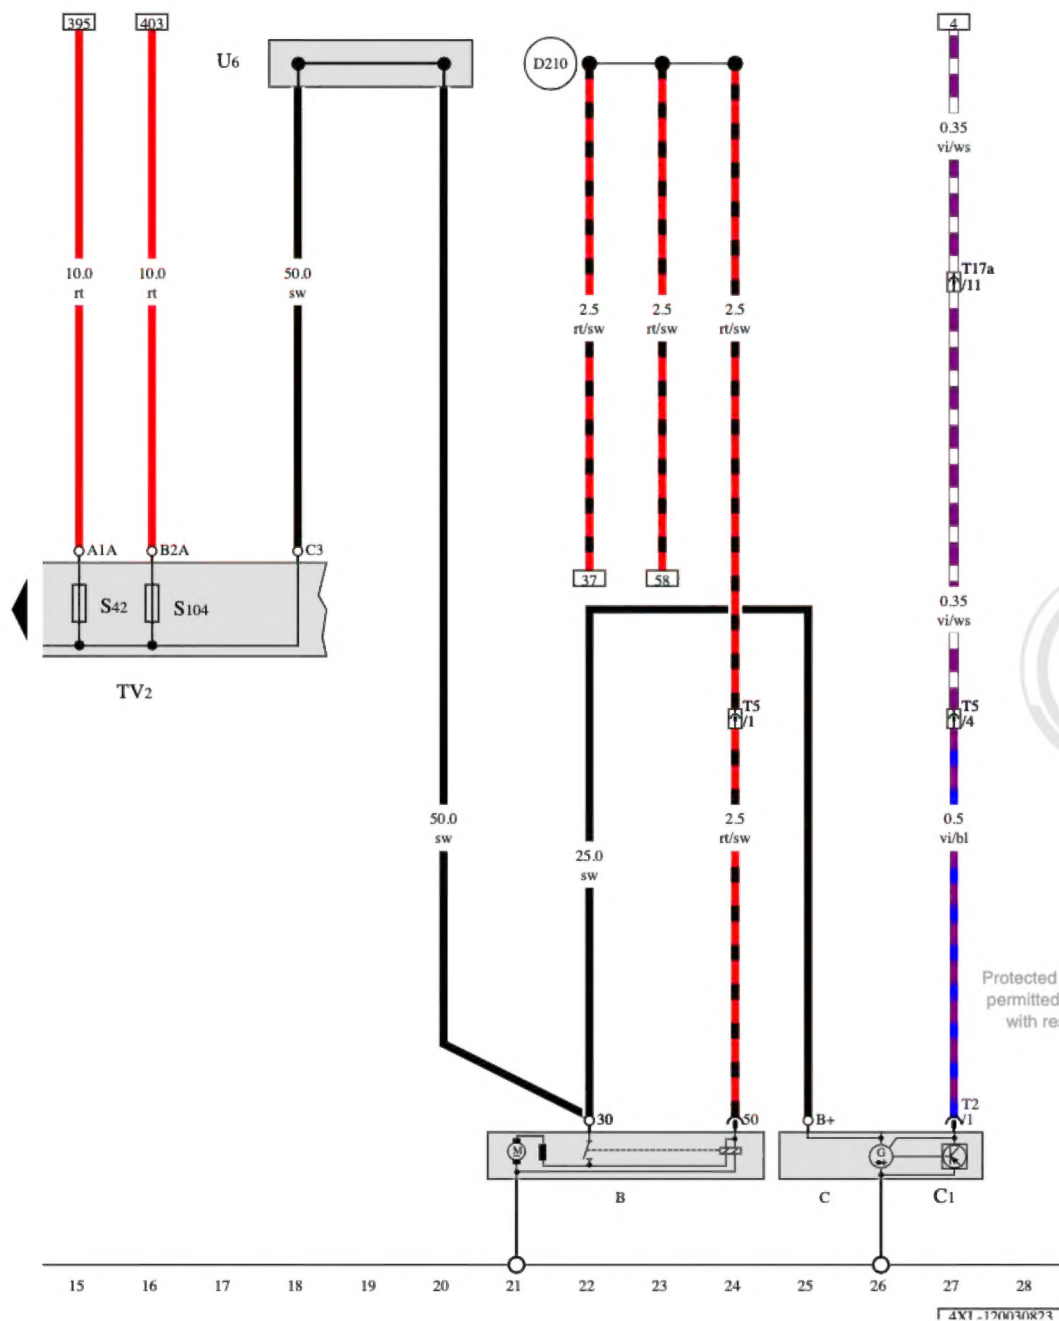 395
403
4
U6
D210
0.35
vi/ws
T17a
/11
10.0
rt
10.0
rt
50.0
sw
2.5
rt/sw
2.5
rt/sw
2.5
rt/sw
A1A
B2A
C3
37
58
S42
S104
0.35
vi/ws
TV2
T5
/1
T5
/4
50.0
sw
25.0
sw
2.5
rt/sw
0.5
vi/bl
Protected
permitted
with re
30
50
B+
T2
/1
M
G
B
C
C1
15 16 17 18 19 20 21 22 23 24 25 26 27 28
4XL-120030823